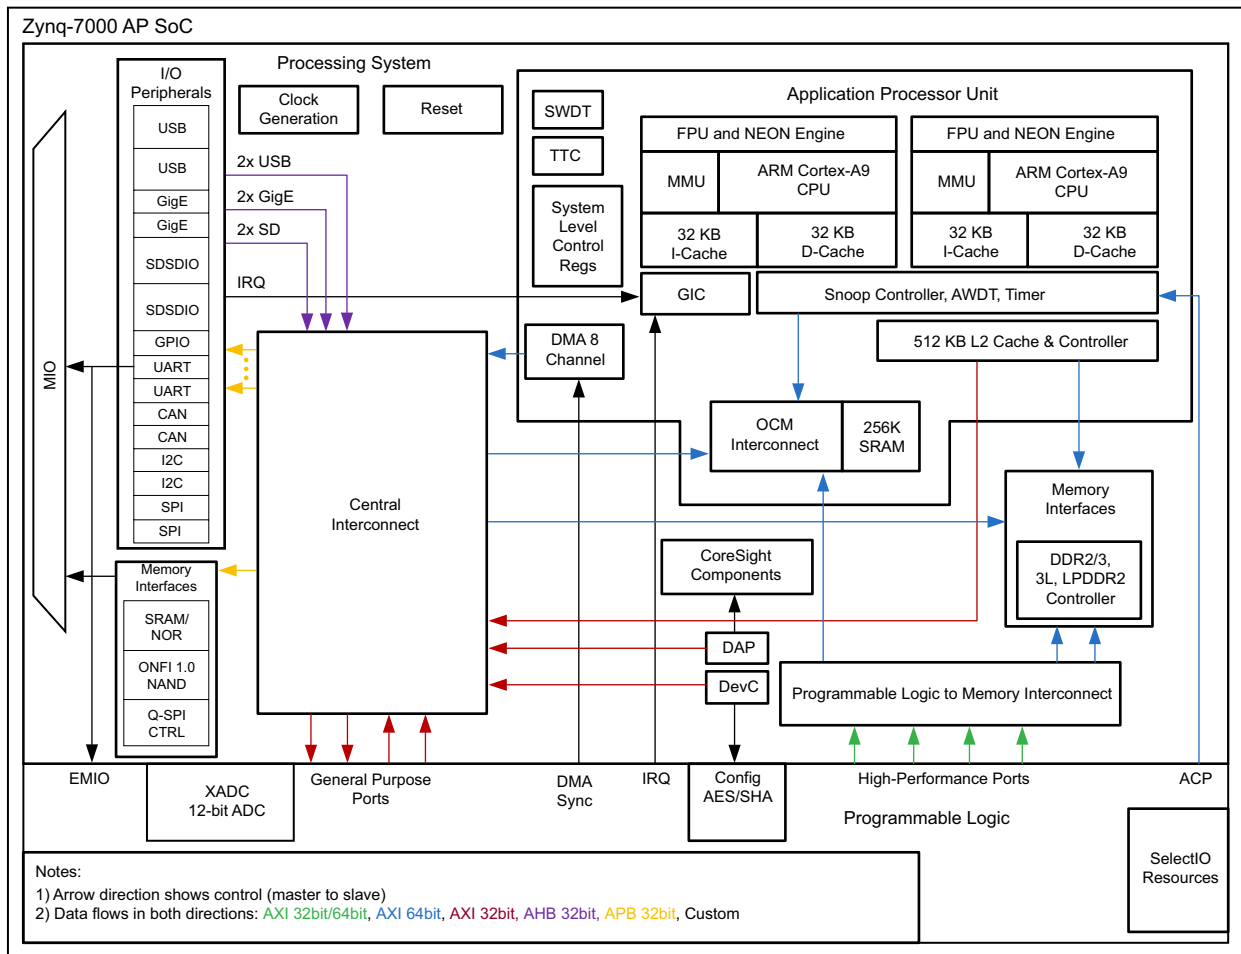 Zynq-7000 AP SoC
Processing System
I/O
Peripherals
USB
USB
GigE
GigE
SDSDIO
SDSDIO
GPIO
UART
UART
CAN
CAN
I2C
I2C
SPI
SPI
MIO
Clock
Generation
Reset
2x USB
2x GigE
2x SD
IRQ
SWDT
TTC
System
Level
Control
Regs
Application Processor Unit
FPU and NEON Engine
MMU
ARM Cortex-A9
CPU
32 KB
I-Cache
32 KB
D-Cache
FPU and NEON Engine
MMU
ARM Cortex-A9
CPU
32 KB
I-Cache
32 KB
D-Cache
GIC
Snoop Controller, AWDT, Timer
DMA 8
Channel
512 KB L2 Cache & Controller
OCM
Interconnect
256K
SRAM
Central
Interconnect
Memory
Interfaces
DDR2/3,
3L, LPDDR2
Controller
CoreSight
Components
DAP
DevC
Programmable Logic to Memory Interconnect
Memory
Interfaces
SRAM/
NOR
ONFI 1.0
NAND
Q-SPI
CTRL
EMIO
XADC
12-bit ADC
General Purpose
Ports
DMA
Sync
IRQ
Config
AES/SHA
High-Performance Ports
ACP
Programmable Logic
SelectIO
Resources
Notes:
1) Arrow direction shows control (master to slave)
2) Data flows in both directions: AXI 32bit/64bit, AXI 64bit, AXI 32bit, AHB 32bit, APB 32bit, Custom